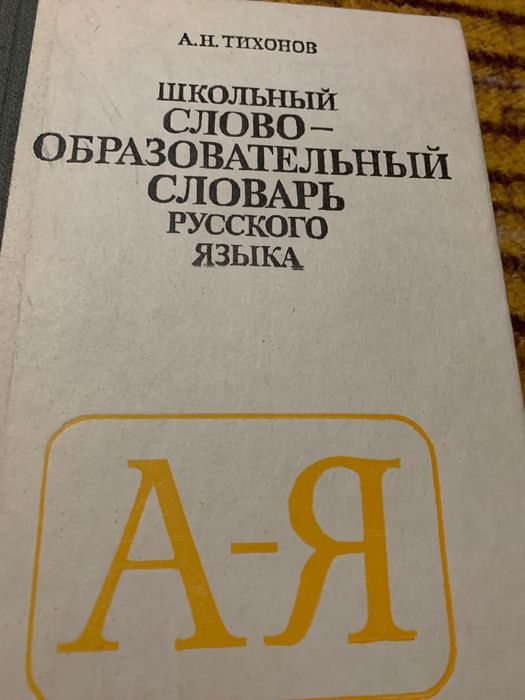 А.Н. ТИХОНОВ
ШКОЛЬНЫЙ
СЛОВО–
ОБРАЗОВАТЕЛЬНЫЙ
СЛОВАРЬ
РУССКОГО
ЯЗЫКА
А-Я